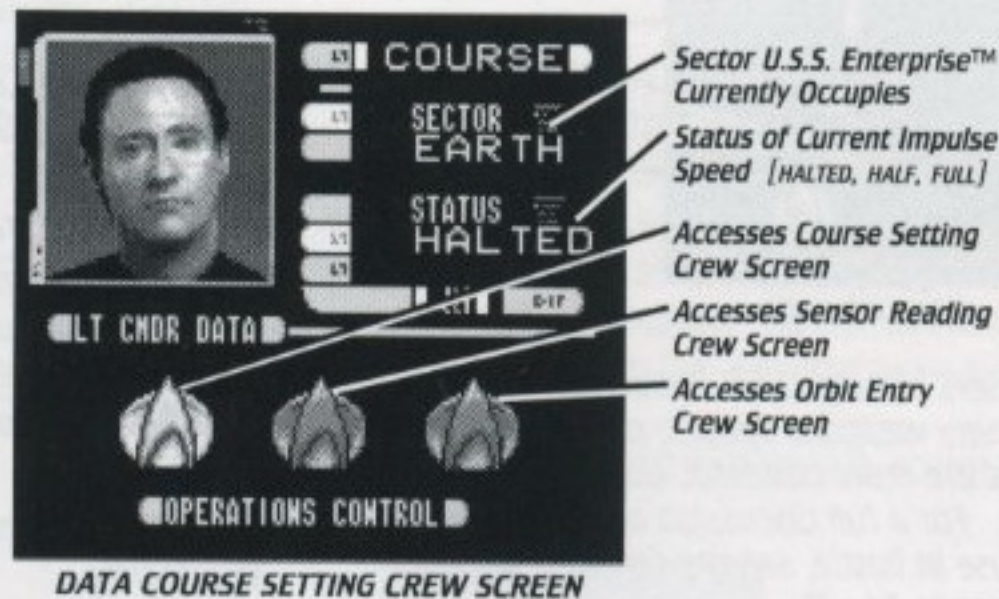 COURSE
SECTOR
EARTH
STATUS
HALTED
LT CMDR DATA
OPERATIONS CONTROL
Sector U.S.S. Enterprise™
Currently Occupies
Status of Current Impulse
Speed [HALTED, HALF, FULL]
Accesses Course Setting
Crew Screen
Accesses Sensor Reading
Crew Screen
Accesses Orbit Entry
Crew Screen
DATA COURSE SETTING CREW SCREEN